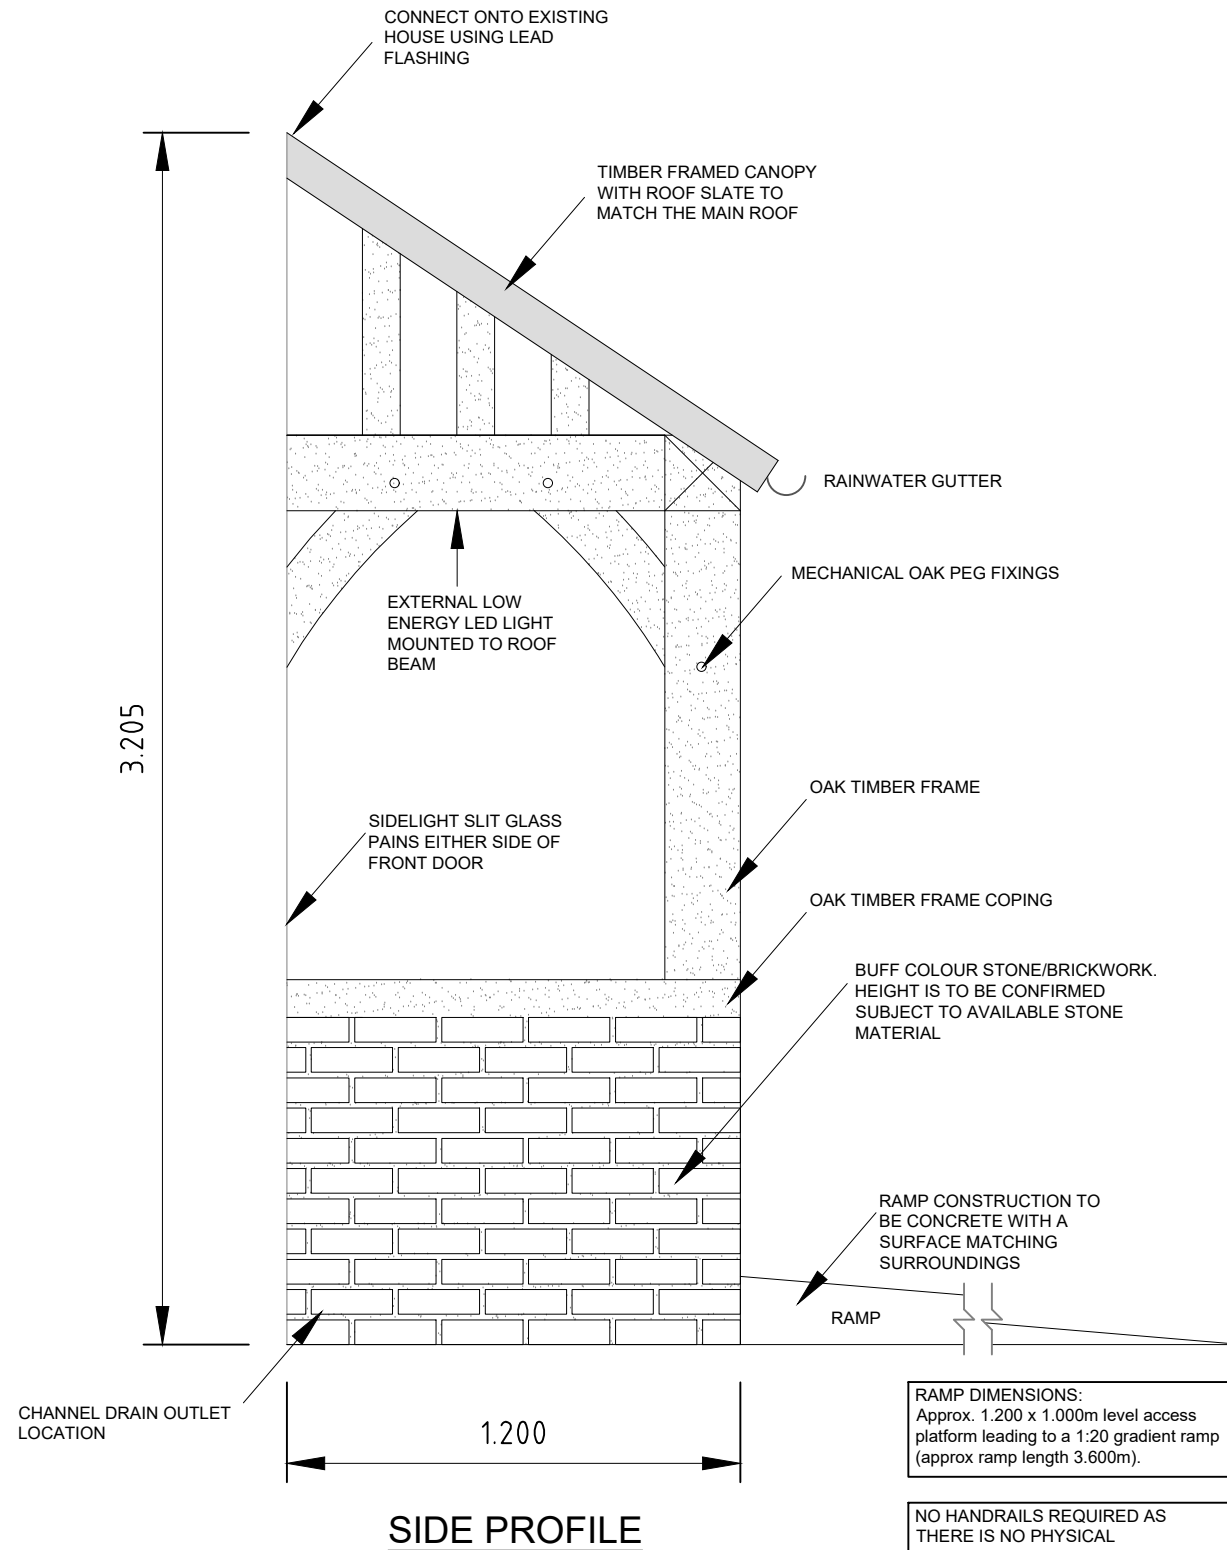 CONNECT ONTO EXISTING
HOUSE USING LEAD
FLASHING
TIMBER FRAMED CANOPY
WITH ROOF SLATE TO
MATCH THE MAIN ROOF
RAINWATER GUTTER
MECHANICAL OAK PEG FIXINGS
EXTERNAL LOW
ENERGY LED LIGHT
MOUNTED TO ROOF
BEAM
3.205
OAK TIMBER FRAME
SIDELIGHT SLIT GLASS
PAINS EITHER SIDE OF
FRONT DOOR
OAK TIMBER FRAME COPING
BUFF COLOUR STONE/BRICKWORK.
HEIGHT IS TO BE CONFIRMED
SUBJECT TO AVAILABLE STONE
MATERIAL
RAMP CONSTRUCTION TO
BE CONCRETE WITH A
SURFACE MATCHING
SURROUNDINGS
RAMP
CHANNEL DRAIN OUTLET
LOCATION
1.200
RAMP DIMENSIONS:
Approx. 1.200 x 1.000m level access
platform leading to a 1:20 gradient ramp
(approx ramp length 3.600m).
SIDE PROFILE
NO HANDRAILS REQUIRED AS
THERE IS NO PHYSICAL